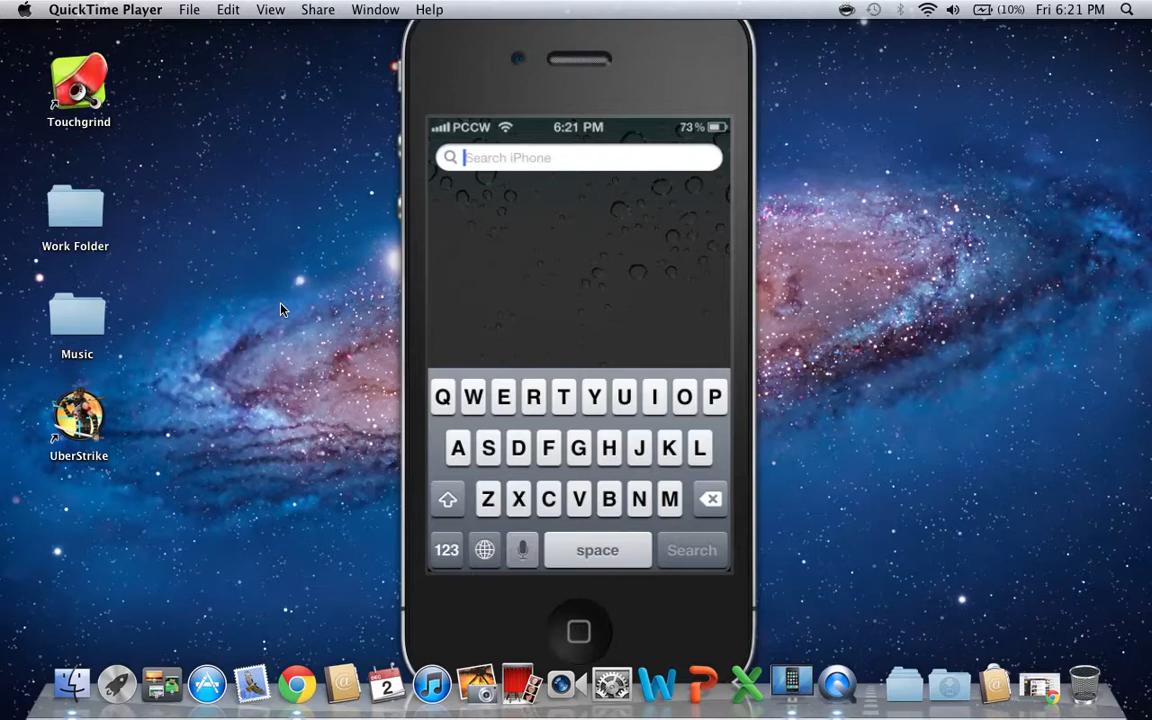 QuickTime Player File Edit View Share Window Help (10%) Fri 6:21 PM
PCCW 6:21 PM 73%
Search iPhone
Touchgrind
Work Folder
Music
UberStrike
Q W E R T Y U I O P
A S D F G H J K L
Z X C V B N M
123 space Search
DEC
2
W P X